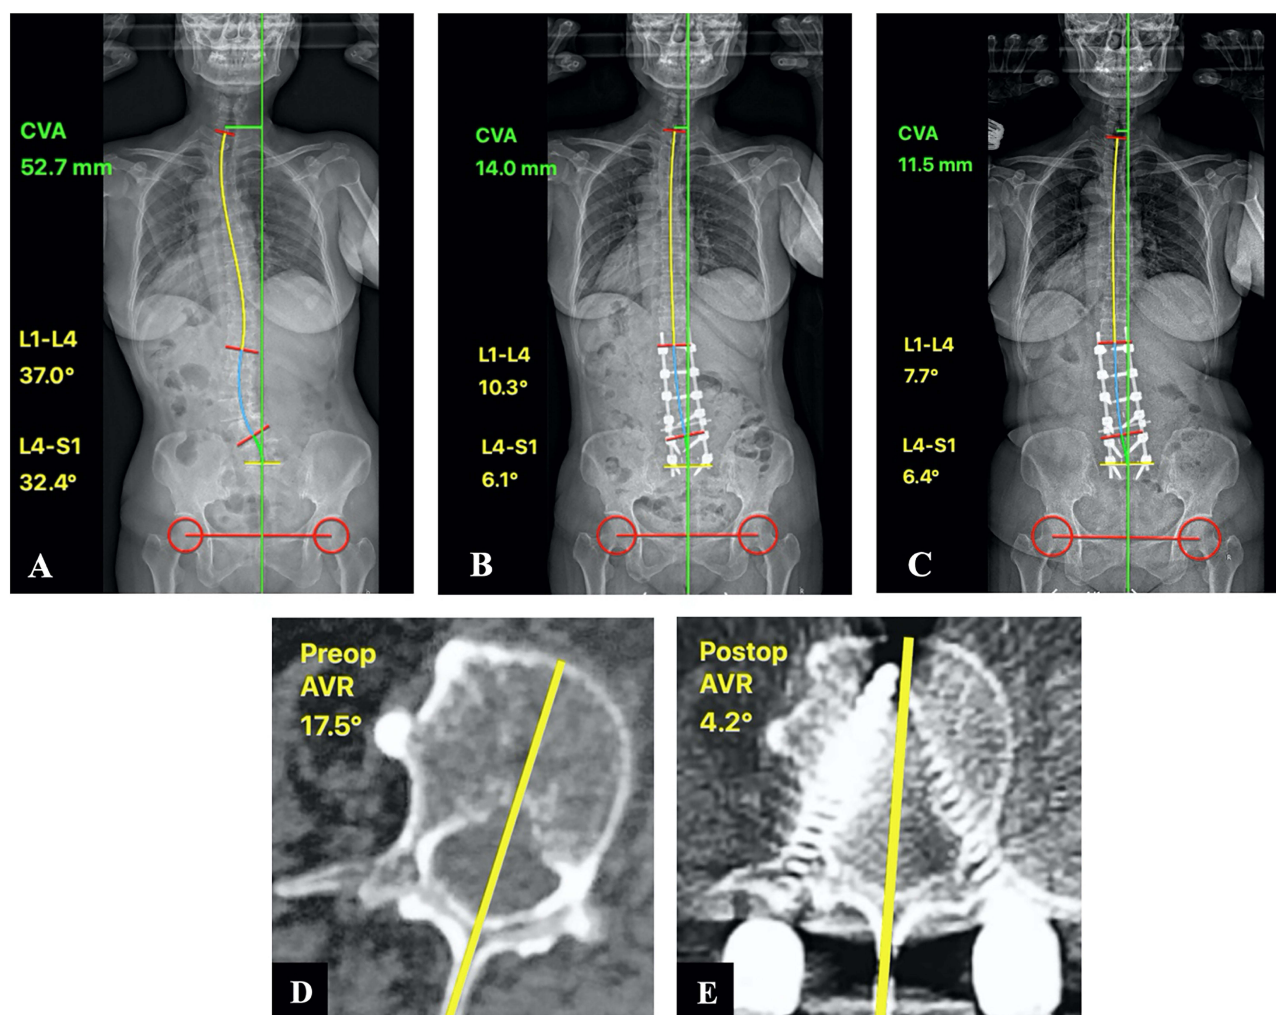 CVA
52.7 mm
L1-L4
37.0°
L4-S1
32.4°
A
CVA
14.0 mm
L1-L4
10.3°
L4-S1
6.1°
B
CVA
11.5 mm
L1-L4
7.7°
L4-S1
6.4°
C
Preop
AVR
17.5°
D
Postop
AVR
4.2°
E